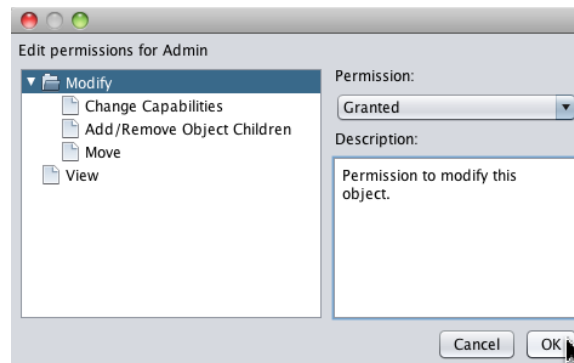 Edit permissions for Admin
Modify
Change Capabilities
Add/Remove Object Children
Move
View
Permission:
Granted
Description:
Permission to modify this
object.
Cancel
OK